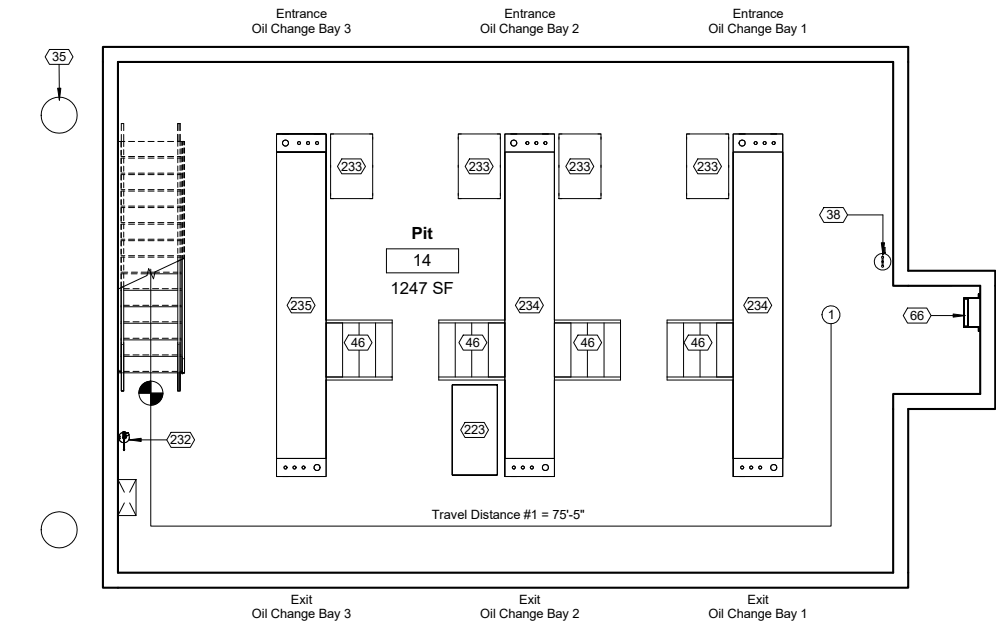 Entrance
Oil Change Bay 3
Entrance
Oil Change Bay 2
Entrance
Oil Change Bay 1
35
233
233
233
233
38
Pit
14
1247 SF
235
234
234
1
66
46
46
46
46
223
232
Travel Distance #1 = 75'-5"
Exit
Oil Change Bay 3
Exit
Oil Change Bay 2
Exit
Oil Change Bay 1